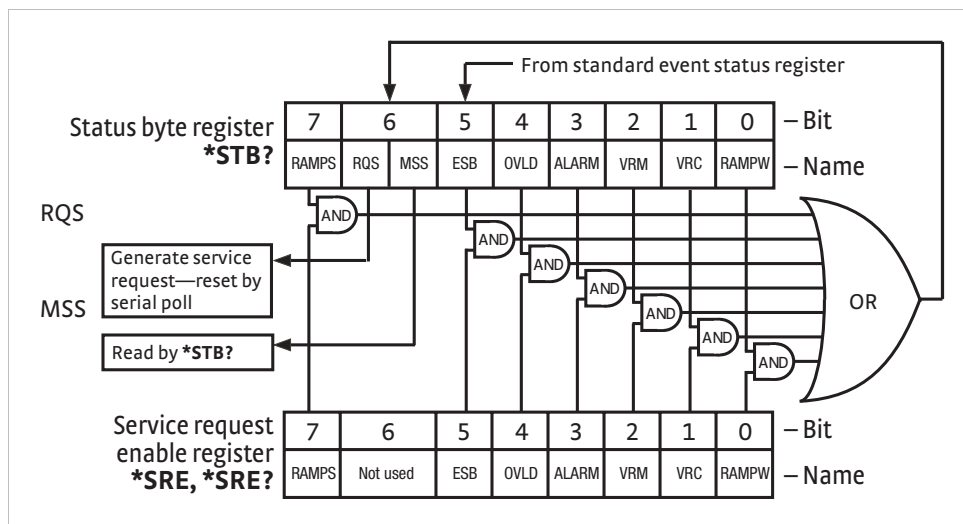 From standard event status register
Status byte register
*STB?
7 6 5 4 3 2 1 0 – Bit
RAMPS RQS MSS ESB OVLD ALARM VRM VRC RAMPW – Name
RQS
AND
AND
AND
AND
AND
AND
AND
OR
Generate service
request—reset by
serial poll
MSS
Read by *STB?
Service request
enable register
*SRE, *SRE?
7 6 5 4 3 2 1 0 – Bit
RAMPS Not used ESB OVLD ALARM VRM VRC RAMPW – Name